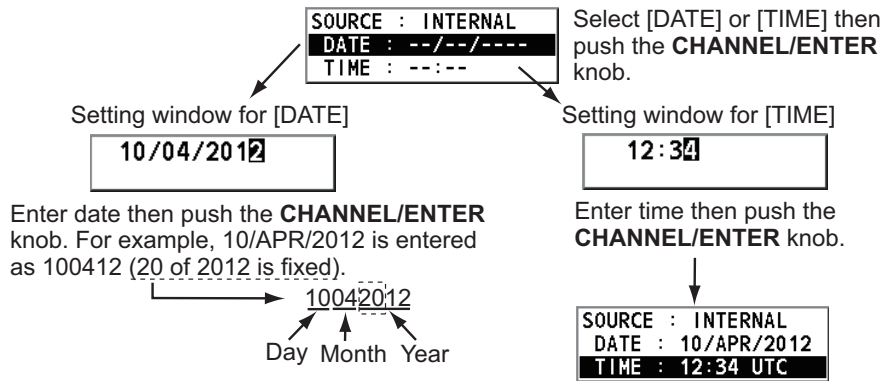 SOURCE : INTERNAL
DATE : --/--/----
TIME : --:--
Select [DATE] or [TIME] then
push the CHANNEL/ENTER
knob.
Setting window for [DATE]
10/04/2012
Enter date then push the CHANNEL/ENTER
knob. For example, 10/APR/2012 is entered
as 100412 (20 of 2012 is fixed).
10042012
Day Month Year
Setting window for [TIME]
12:34
Enter time then push the
CHANNEL/ENTER knob.
SOURCE : INTERNAL
DATE : 10/APR/2012
TIME : 12:34 UTC